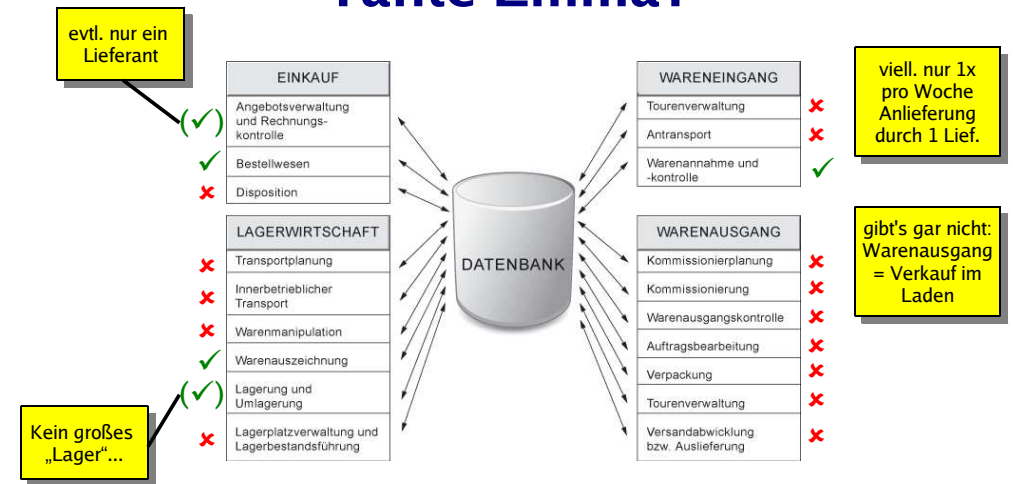 Tante Emma?
evtl. nur ein
Lieferant
EINKAUF
Angebotsverwaltung
und Rechnungs-
kontrolle
(✓)
Bestellwesen
✓
Disposition
✘
LAGERWIRTSCHAFT
Transportplanung
✘
Innerbetrieblicher
Transport
✘
Warenmanipulation
✘
Warenauszeichnung
✓
Lagerung und
Umlagerung
(✓)
Lagerplatzverwaltung und
Lagerbestandsführung
✘
Kein großes
„Lager“...
DATENBANK
WARENEINGANG
Tourenverwaltung
✘
Antransport
✘
Warenannahme und
-kontrolle
✓
viell. nur 1x
pro Woche
Anlieferung
durch 1 Lief.
WARENAUSGANG
Kommissionierplanung
✘
Kommissionierung
✘
Warenausgangskontrolle
✘
Auftragsbearbeitung
✘
Verpackung
✘
Tourenverwaltung
✘
Versandabwicklung
bzw. Auslieferung
✘
gibt's gar nicht:
Warenausgang
= Verkauf im
Laden